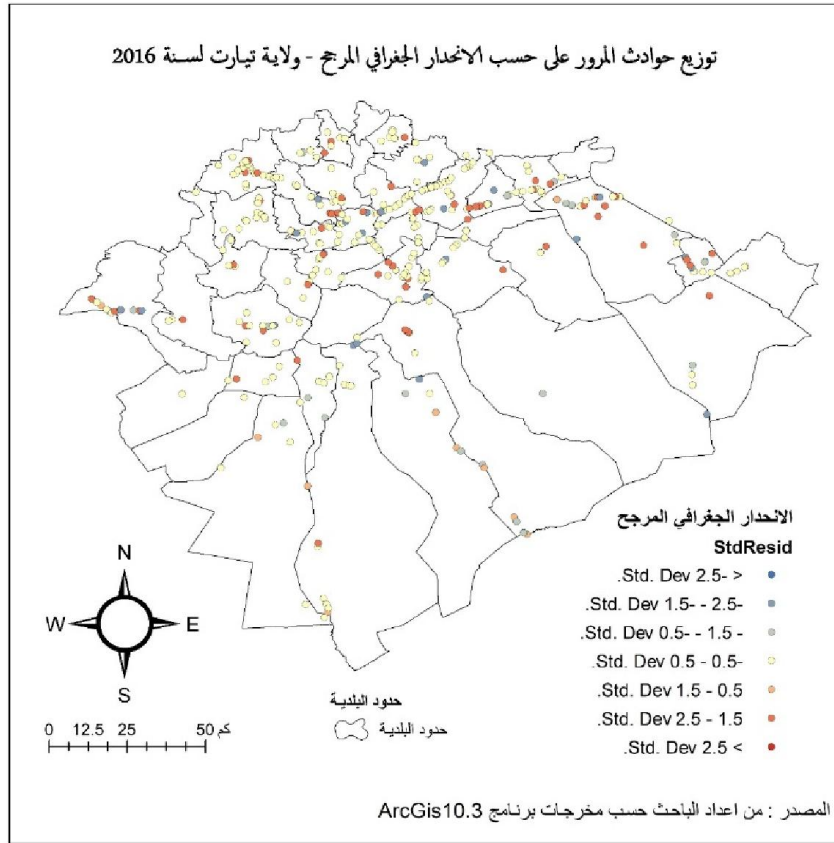 توزيع حوادث المرور على حسب الانحدار الجغرافي المرجح - ولاية تيارت لسنة 2016
الانحدار الجغرافي المرجح
StdResid
.Std. Dev 2.5- >
.Std. Dev 1.5- - 2.5-
.Std. Dev 0.5- - 1.5 -
.Std. Dev 0.5 - 0.5-
.Std. Dev 1.5 - 0.5
.Std. Dev 2.5 - 1.5
.Std. Dev 2.5 <
N
W E
S
حدود البلدية
حدود البلدية
0 12.5 25 50 كم
المصدر : من اعداد الباحث حسب مخرجات برنامج ArcGis10.3